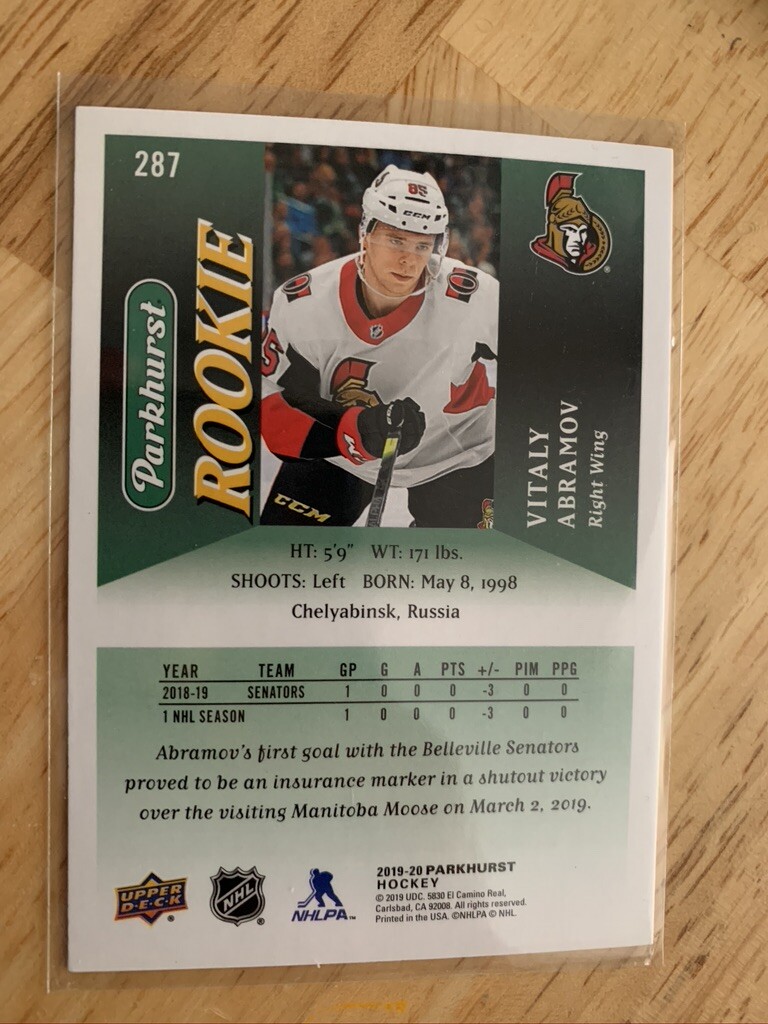 287
Parkhurst
ROOKIE
85
CCM
CCM
VITALY
ABRAMOV
Right Wing
HT: 5'9" WT: 171 lbs.
SHOOTS: Left BORN: May 8, 1998
Chelyabinsk, Russia
YEAR TEAM GP G A PTS +/- PIM PPG
2018-19 SENATORS 1 0 0 0 -3 0 0
1 NHL SEASON 1 0 0 0 -3 0 0
Abramov's first goal with the Belleville Senators
proved to be an insurance marker in a shutout victory
over the visiting Manitoba Moose on March 2, 2019.
UPPER
DECK
NHL
NHLPA
2019-20 PARKHURST
HOCKEY
© 2019 UDC. 5830 El Camino Real,
Carlsbad, CA 92008. All rights reserved.
Printed in the USA. ©NHLPA © NHL.